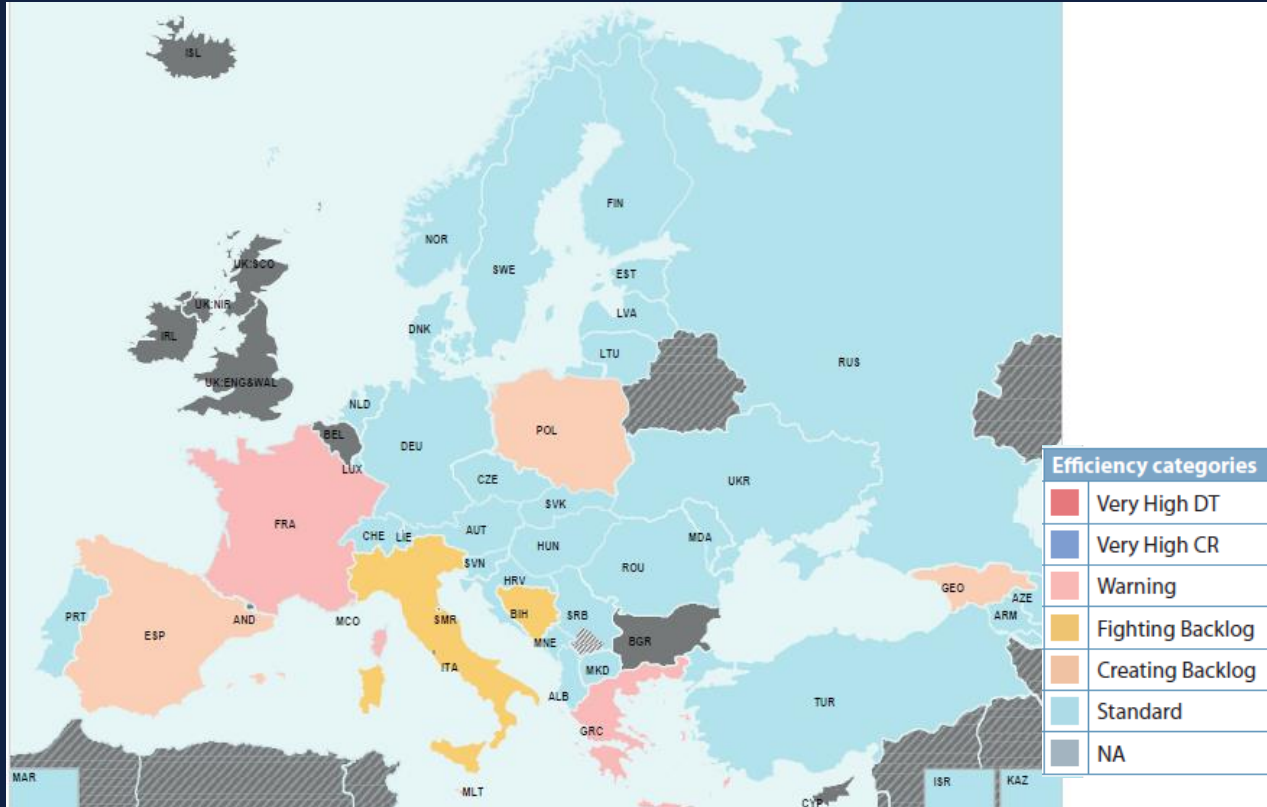 ISL
FIN
NOR
SWE
UK:SCO
EST
UK:NIR
LVA
DNK
IRL
LTU
RUS
UK:ENG&WAL
NLD
POL
BEL
DEU
LUX
CZE
UKR
SVK
FRA
AUT
CHE
LIE
MDA
HUN
SVN
ROU
HRV
GEO
AZE
PRT
AND
MCO
SMR
BIH
SRB
ARM
ESP
MNE
BGR
ITA
MKD
ALB
TUR
GRC
MAR
MLT
CYP
ISR
KAZ
Efficiency categories
Very High DT
Very High CR
Warning
Fighting Backlog
Creating Backlog
Standard
NA